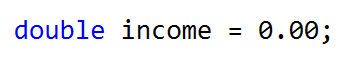 double income = 0.00;